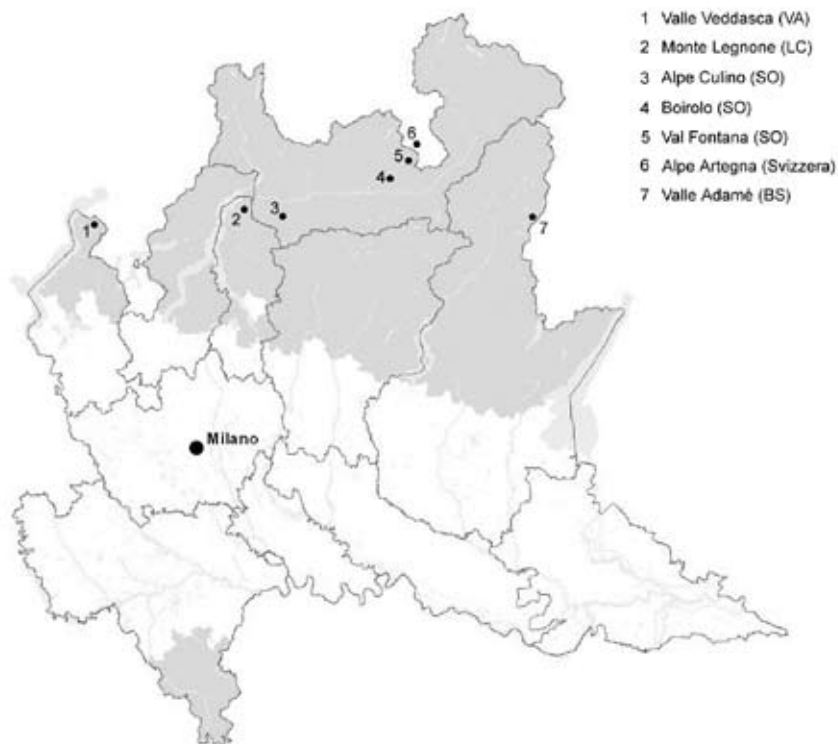 1 Valle Veddasca (VA)
2 Monte Legnone (LC)
3 Alpe Culino (SO)
4 Boirolo (SO)
5 Val Fontana (SO)
6 Alpe Artegna (Svizzera)
7 Valle Adamé (BS)
6
5
4
2
3
1
7
Milano